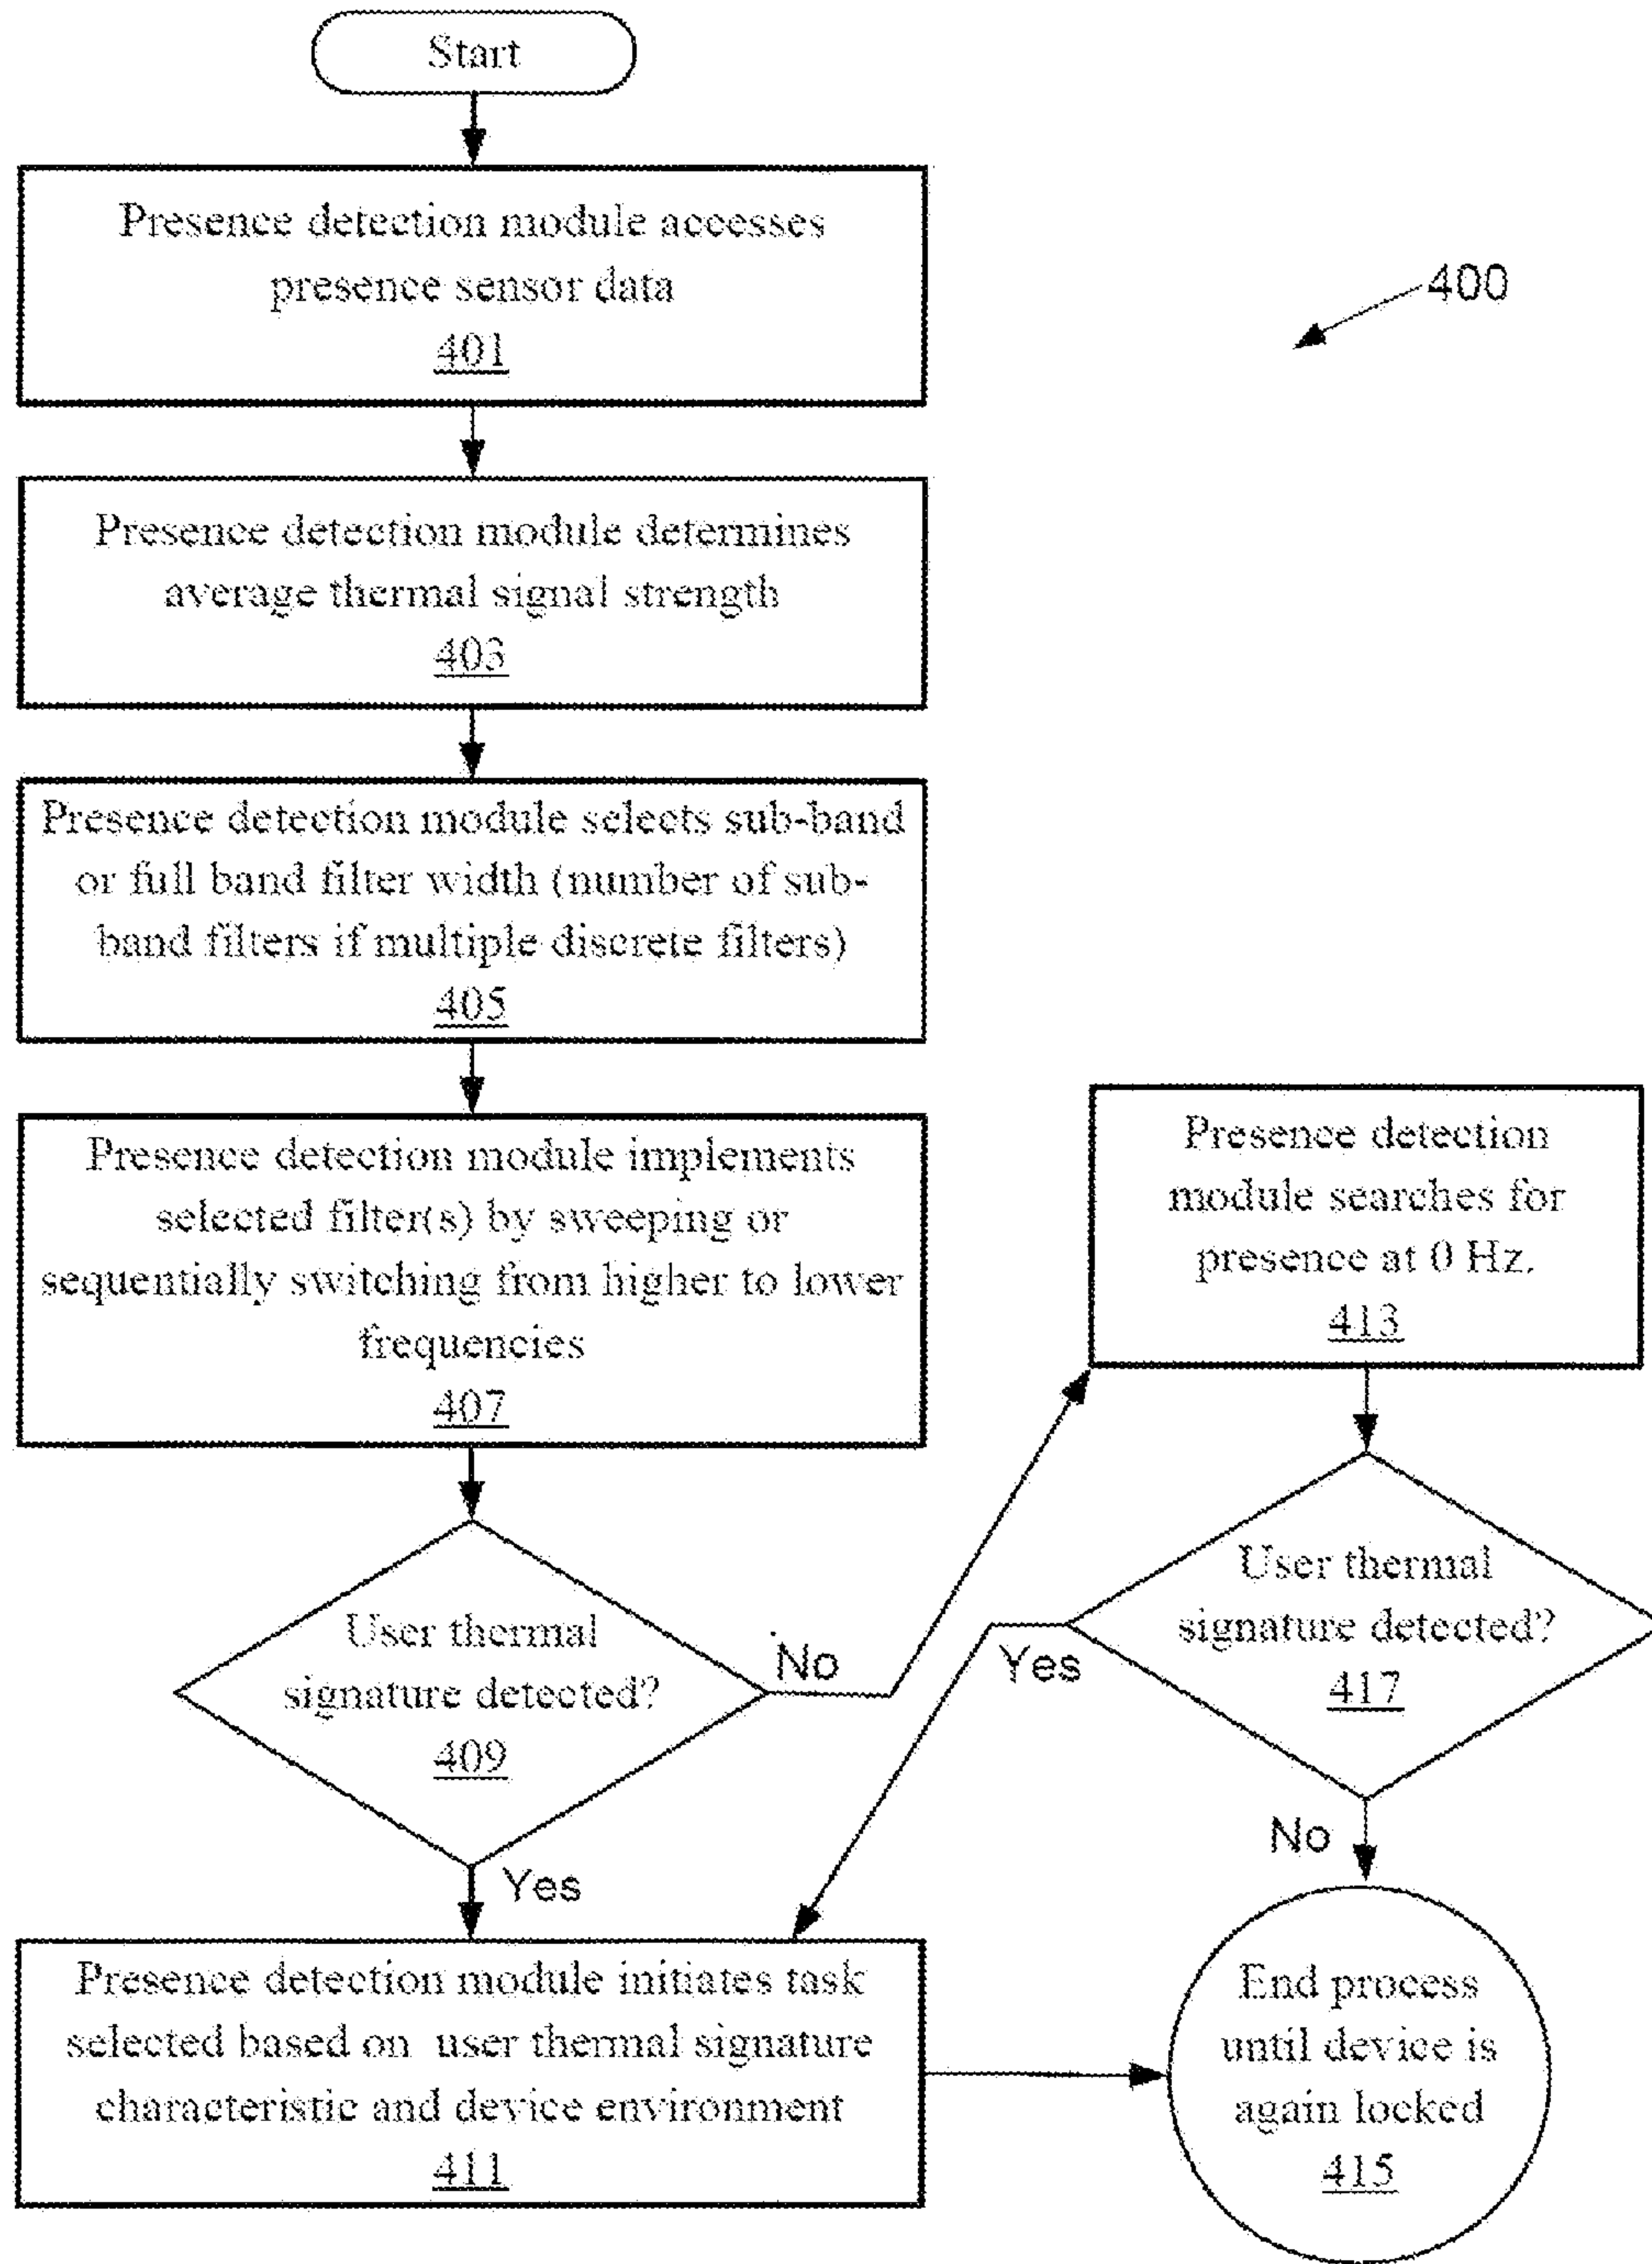 Start
Presence detection module accesses
presence sensor data
401
400
Presence detection module determines
average thermal signal strength
403
Presence detection module selects sub-band
or full band filter width (number of sub-
band filters if multiple discrete filters)
405
Presence detection module implements
selected filter(s) by sweeping or
sequentially switching from higher to lower
frequencies
407
Presence detection
module searches for
presence at 0 Hz.
413
User thermal
signature detected?
409
No
Yes
User thermal
signature detected?
417
Yes
No
Presence detection module initiates task
selected based on user thermal signature
characteristic and device environment
411
End process
until device is
again locked
415